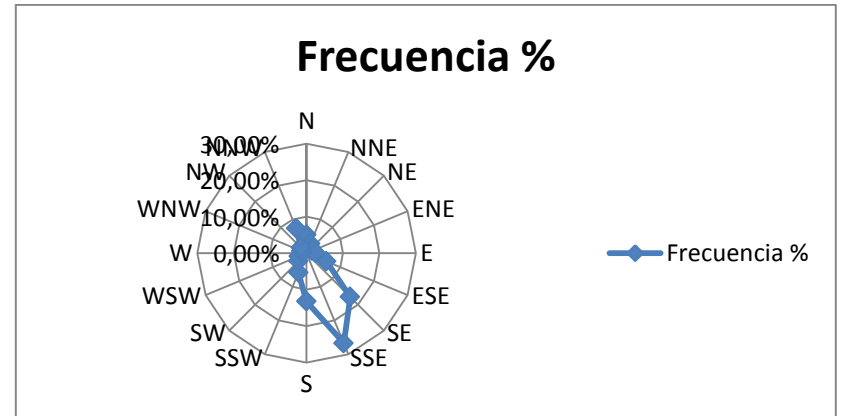 Frecuencia %
N
NNE
NE
ENE
E
ESE
SE
SSE
S
SSW
SW
WSW
W
WNW
NW
NNW
30,00%
20,00%
10,00%
0,00%
Frecuencia %